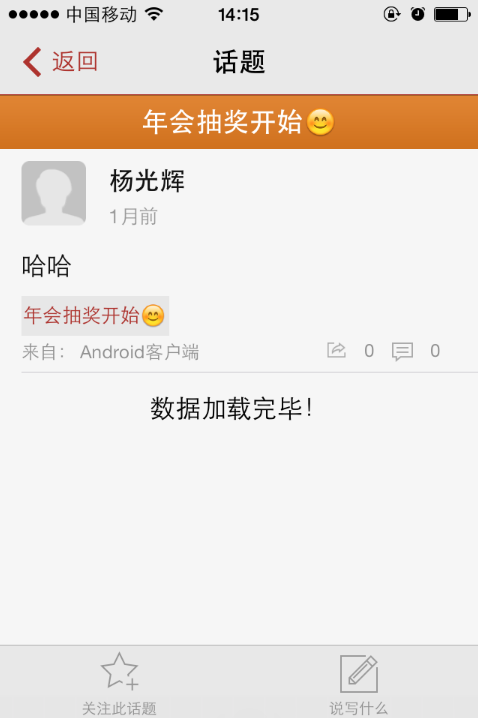 中国移动 14:15
返回 话题
年会抽奖开始😊
杨光辉
1月前
哈哈
年会抽奖开始😊
来自: Android客户端 0 0
数据加载完毕!
关注此话题 说写什么